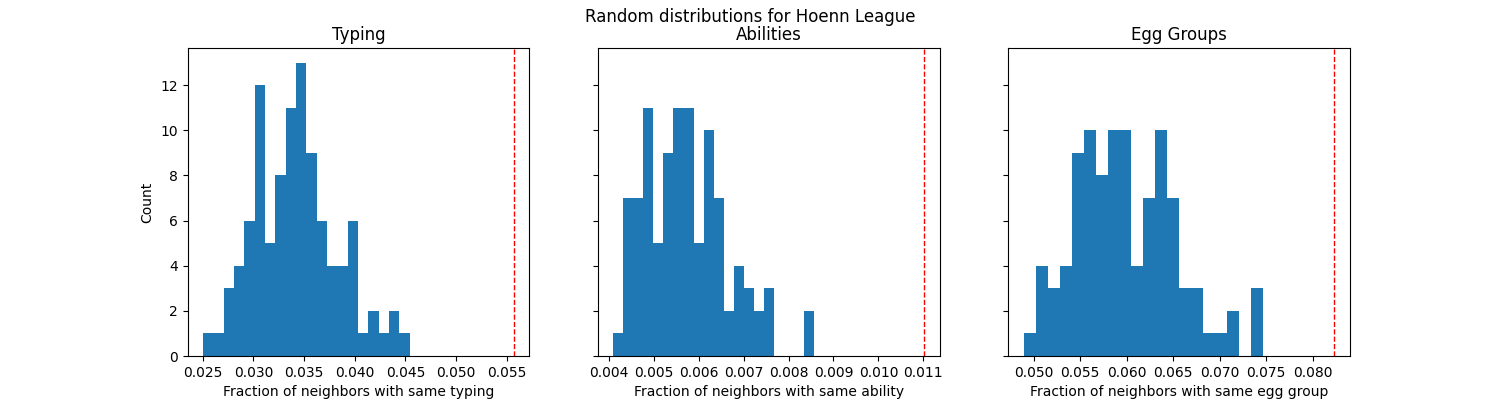 Random distributions for Hoenn League
Typing
Abilities
Egg Groups
Count
12
10
8
6
4
2
0
0.025 0.030 0.035 0.040 0.045 0.050 0.055
0.004 0.005 0.006 0.007 0.008 0.009 0.010 0.011
0.050 0.055 0.060 0.065 0.070 0.075 0.080
Fraction of neighbors with same typing
Fraction of neighbors with same ability
Fraction of neighbors with same egg group